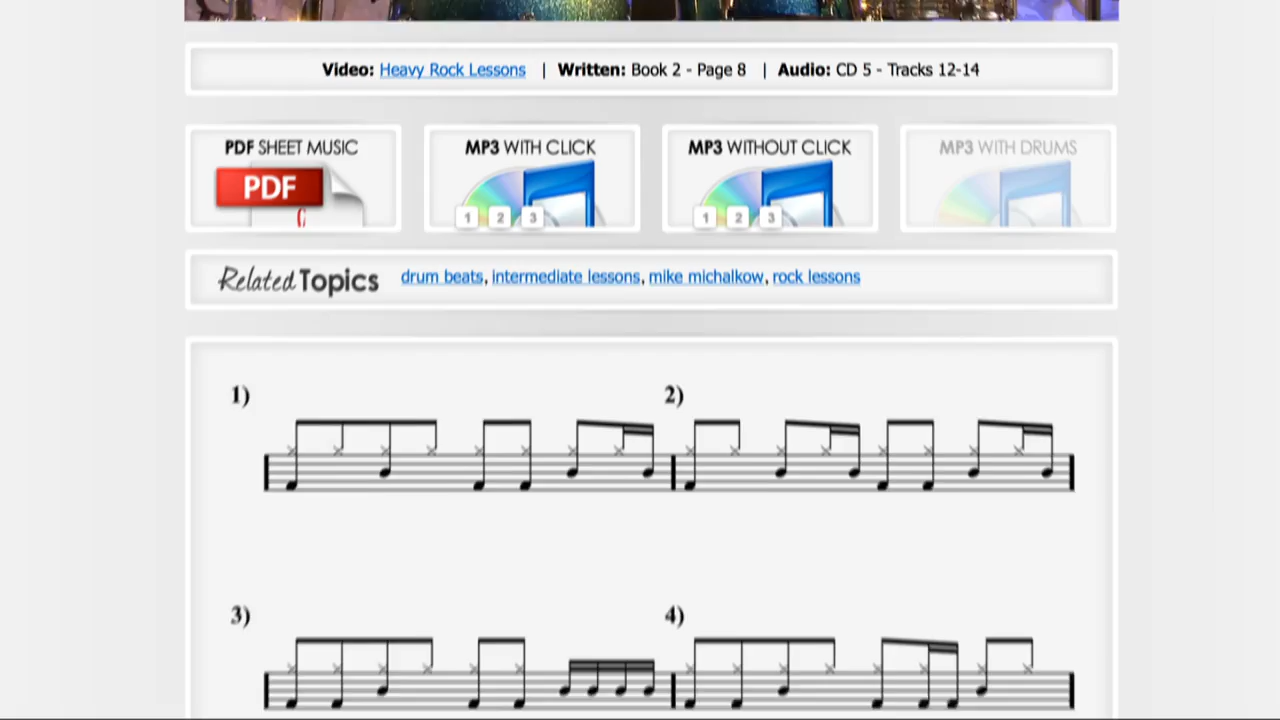 Video: Heavy Rock Lessons | Written: Book 2 - Page 8 | Audio: CD 5 - Tracks 12-14
PDF SHEET MUSIC MP3 WITH CLICK MP3 WITHOUT CLICK MP3 WITH DRUMS
PDF
1 2 3 1 2 3
Related Topics drum beats, intermediate lessons, mike michalkow, rock lessons
1) 2)
3) 4)